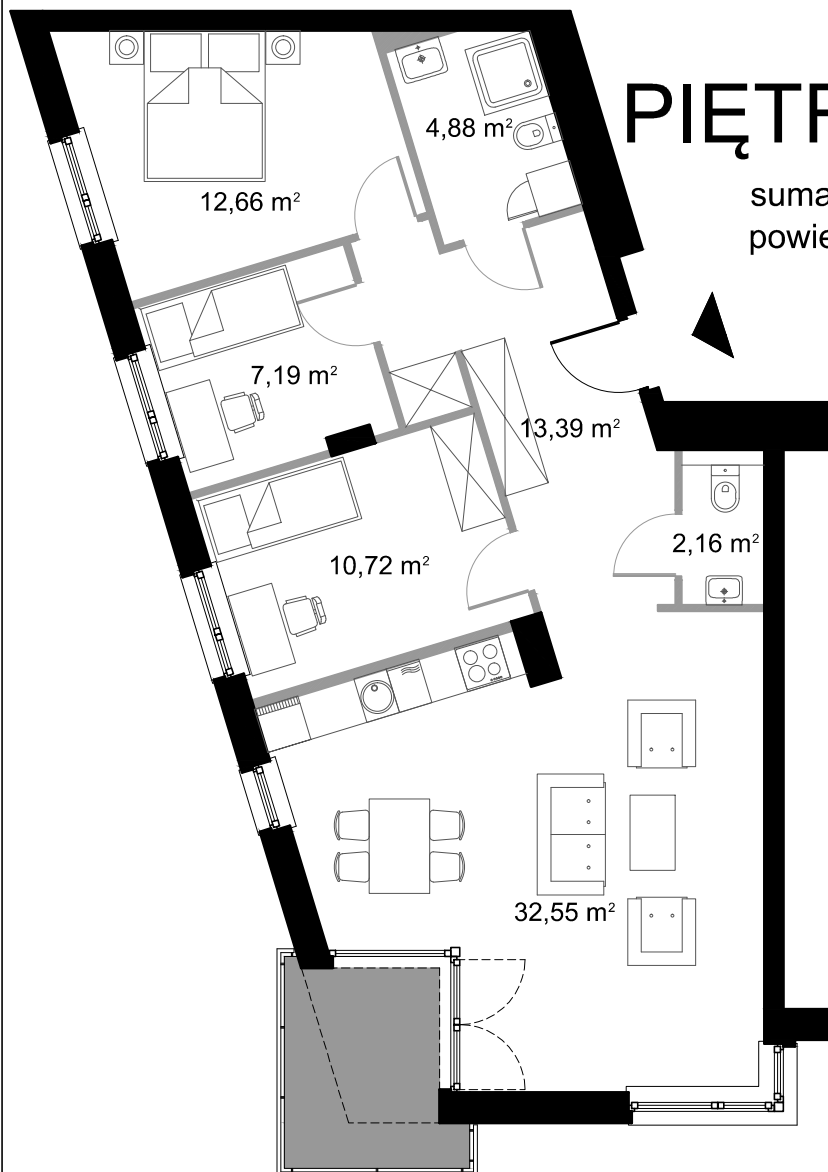 PIĘTR
suma
powie
4,88 m²
12,66 m²
7,19 m²
13,39 m²
10,72 m²
2,16 m²
32,55 m²